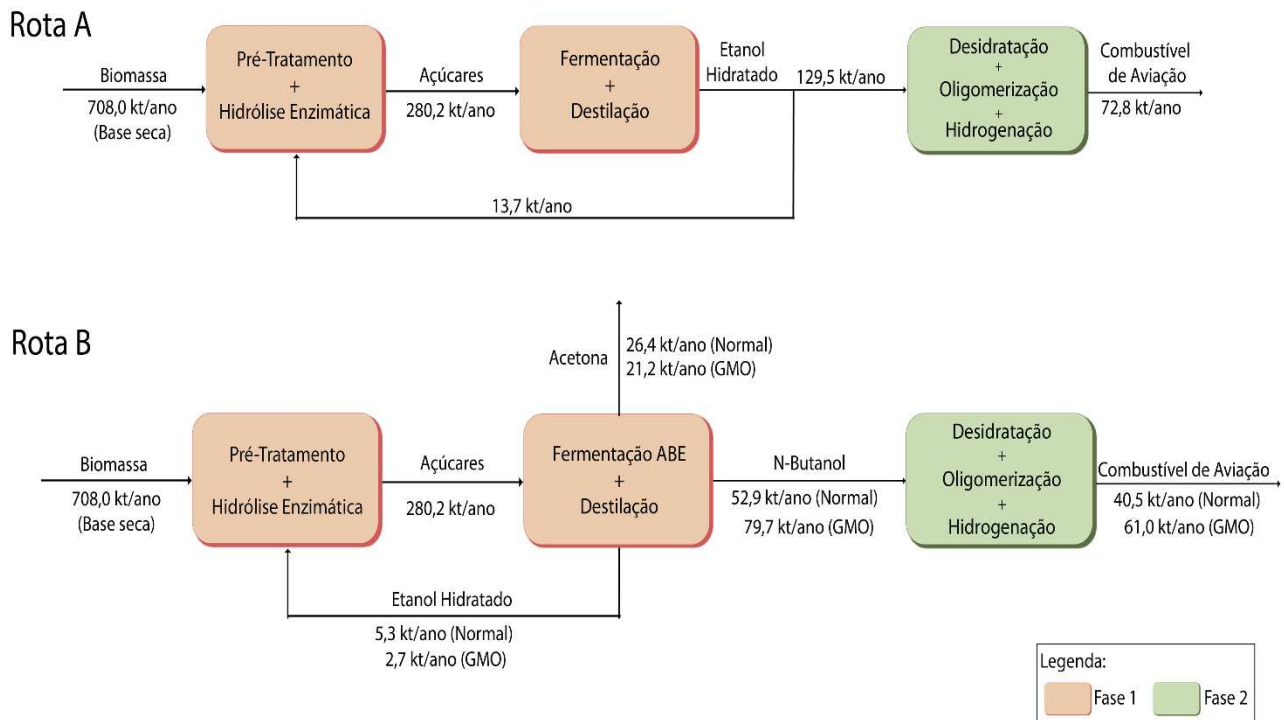 Rota A
Biomassa
708,0 kt/ano
(Base seca)
Pré-Tratamento
+
Hidrólise Enzimática
Açúcares
280,2 kt/ano
Fermentação
+
Destilação
Etanol
Hidratado
129,5 kt/ano
Desidratação
+
Oligomerização
+
Hidrogenação
Combustível
de Aviação
72,8 kt/ano
13,7 kt/ano
Rota B
Acetona
26,4 kt/ano (Normal)
21,2 kt/ano (GMO)
Biomassa
708,0 kt/ano
(Base seca)
Pré-Tratamento
+
Hidrólise Enzimática
Açúcares
280,2 kt/ano
Fermentação ABE
+
Destilação
N-Butanol
52,9 kt/ano (Normal)
79,7 kt/ano (GMO)
Desidratação
+
Oligomerização
+
Hidrogenação
Combustível de Aviação
40,5 kt/ano (Normal)
61,0 kt/ano (GMO)
Etanol Hidratado
5,3 kt/ano (Normal)
2,7 kt/ano (GMO)
Legenda:
Fase 1
Fase 2